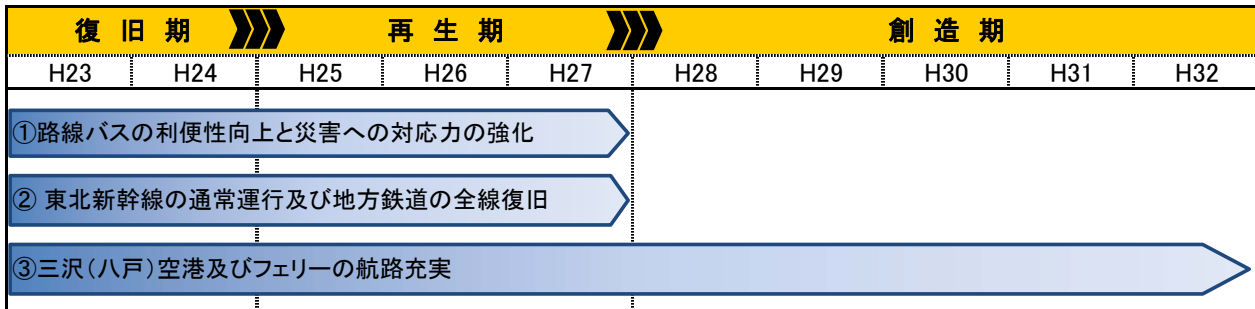 復旧期 再生期 創造期
H23 H24 H25 H26 H27 H28 H29 H30 H31 H32
①路線バスの利便性向上と災害への対応力の強化
② 東北新幹線の通常運行及び地方鉄道の全線復旧
③三沢(八戸)空港及びフェリーの航路充実